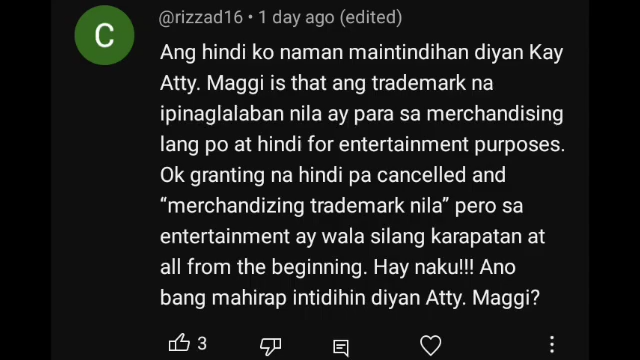 C
@rizzad16 • 1 day ago (edited)
Ang hindi ko naman maintindihan diyan Kay
Atty. Maggi is that ang trademark na
ipinaglalaban nila ay para sa merchandising
lang po at hindi for entertainment purposes.
Ok granting na hindi pa cancelled and
“merchandizing trademark nila” pero sa
entertainment ay wala silang karapatan at
all from the beginning. Hay naku!!! Ano
bang mahirap intidihin diyan Atty. Maggi?
3